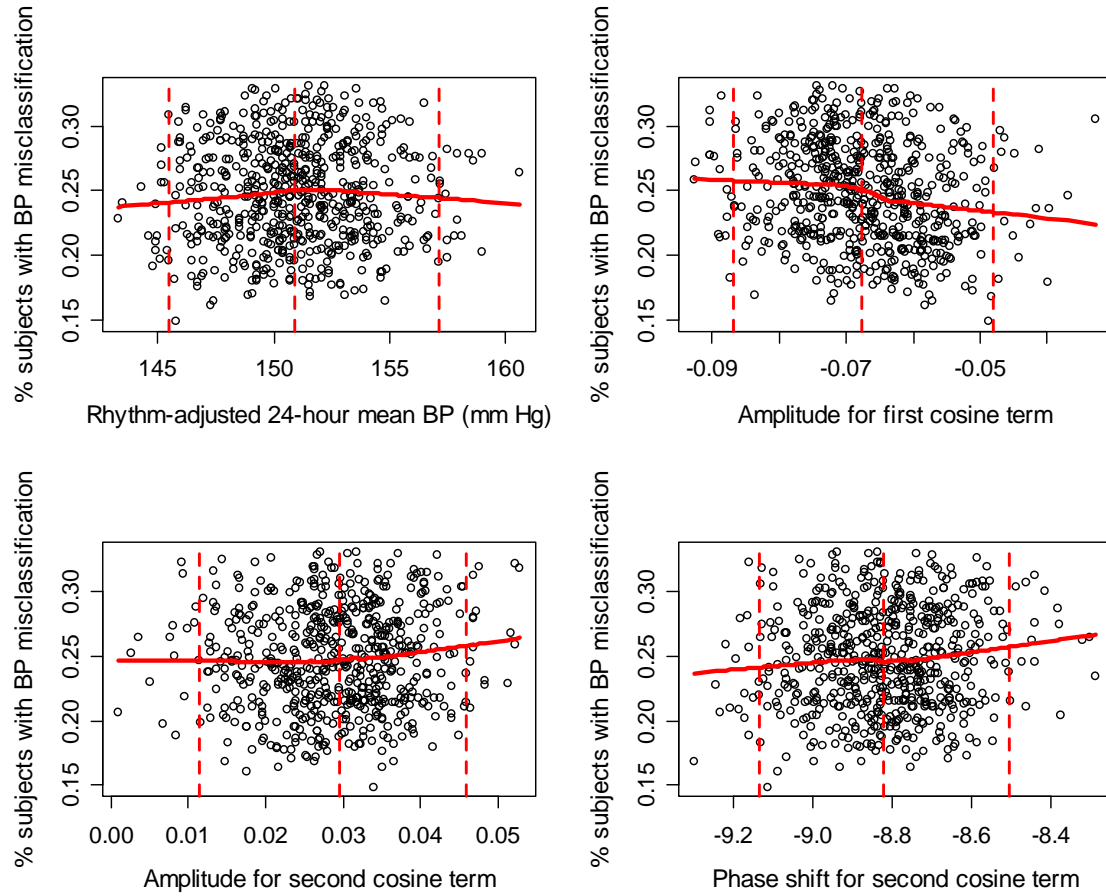 % subjects with BP misclassification
0.15 0.20 0.25 0.30
145 150 155 160
Rhythm-adjusted 24-hour mean BP (mm Hg)
% subjects with BP misclassification
0.15 0.20 0.25 0.30
-0.09 -0.07 -0.05
Amplitude for first cosine term
% subjects with BP misclassification
0.15 0.20 0.25 0.30
0.00 0.01 0.02 0.03 0.04 0.05
Amplitude for second cosine term
% subjects with BP misclassification
0.15 0.20 0.25 0.30
-9.2 -9.0 -8.8 -8.6 -8.4
Phase shift for second cosine term